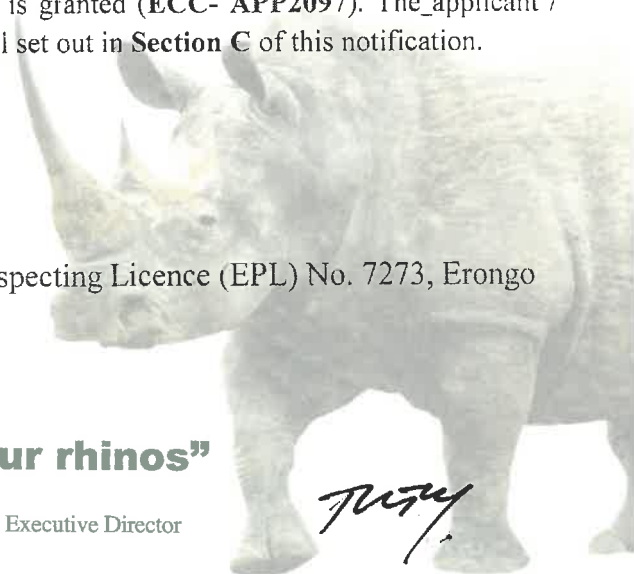 is granted (ECC- APP2097). The applicant /
l set out in Section C of this notification.
specting Licence (EPL) No. 7273, Erongo
ur rhinos”
Executive Director